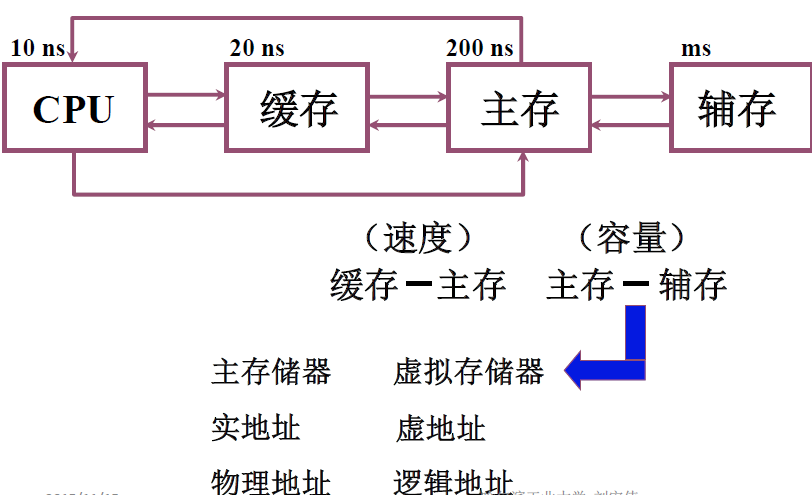 10 ns 20 ns 200 ns ms
CPU 缓存 主存 辅存
（速度） （容量）
缓存－主存 主存－辅存
主存储器 虚拟存储器
实地址 虚地址
物理地址 逻辑地址